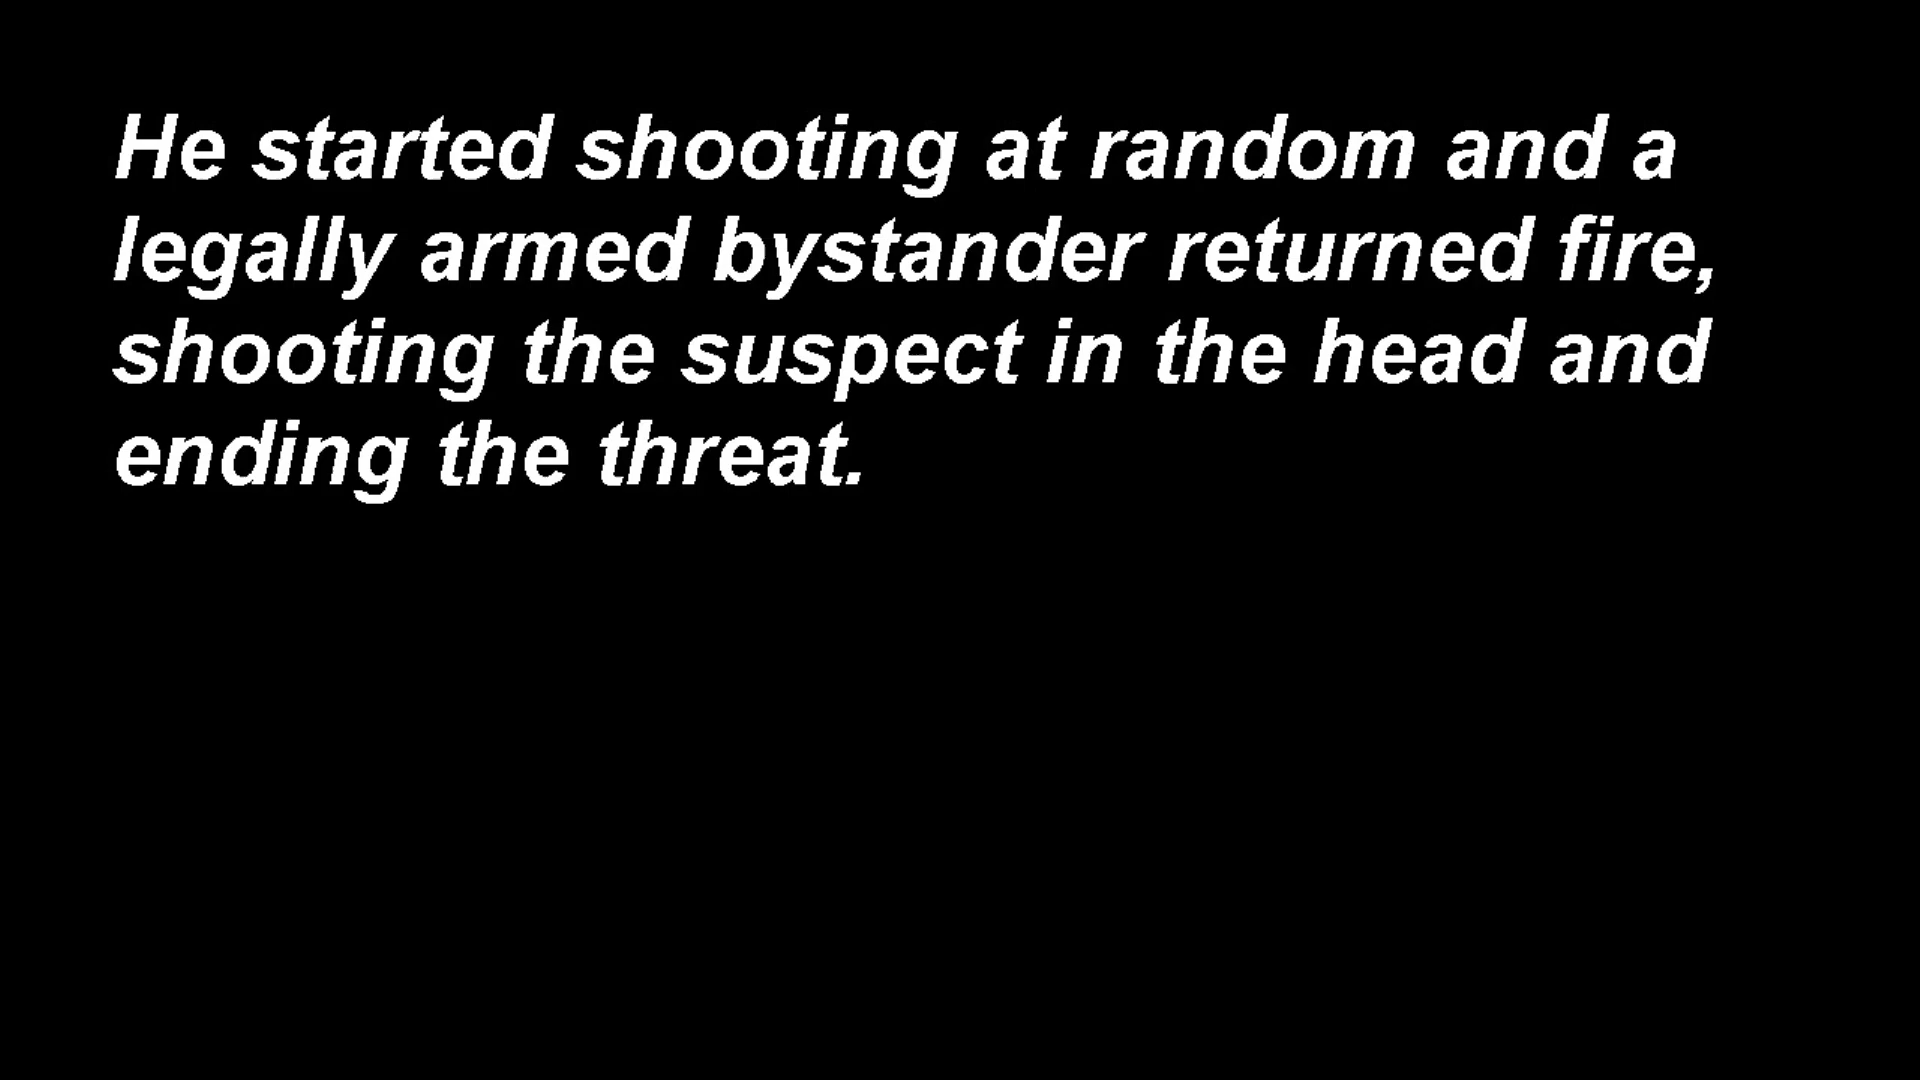 He started shooting at random and a
legally armed bystander returned fire,
shooting the suspect in the head and
ending the threat.